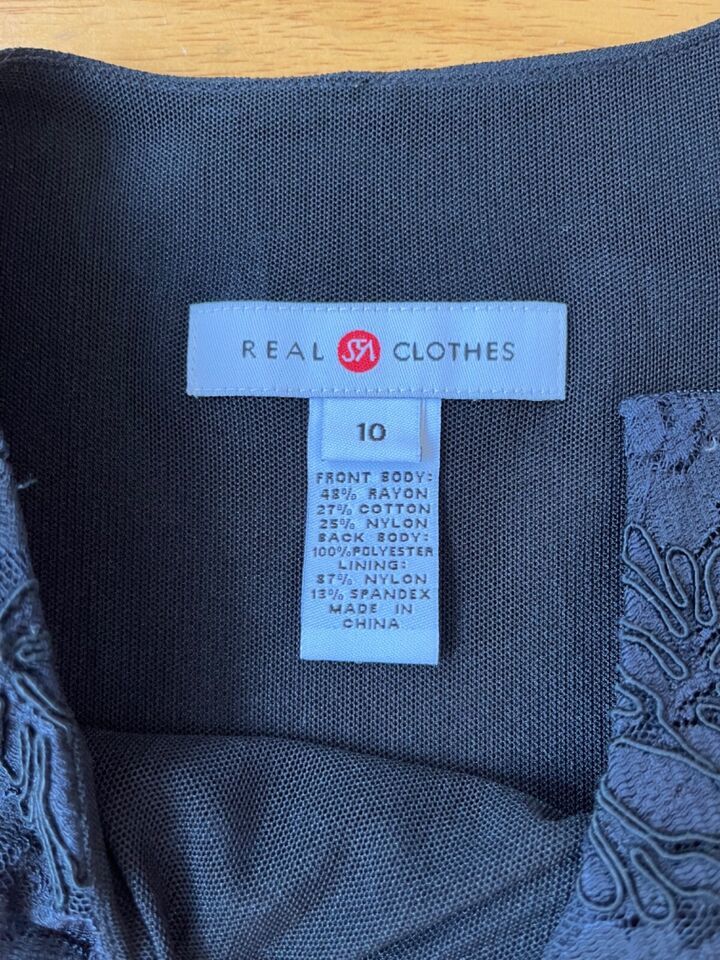 REAL SFA CLOTHES
10
FRONT BODY:
48% RAYON
27% COTTON
25% NYLON
BACK BODY:
100% POLYESTER
LINING:
87% NYLON
13% SPANDEX
MADE IN
CHINA